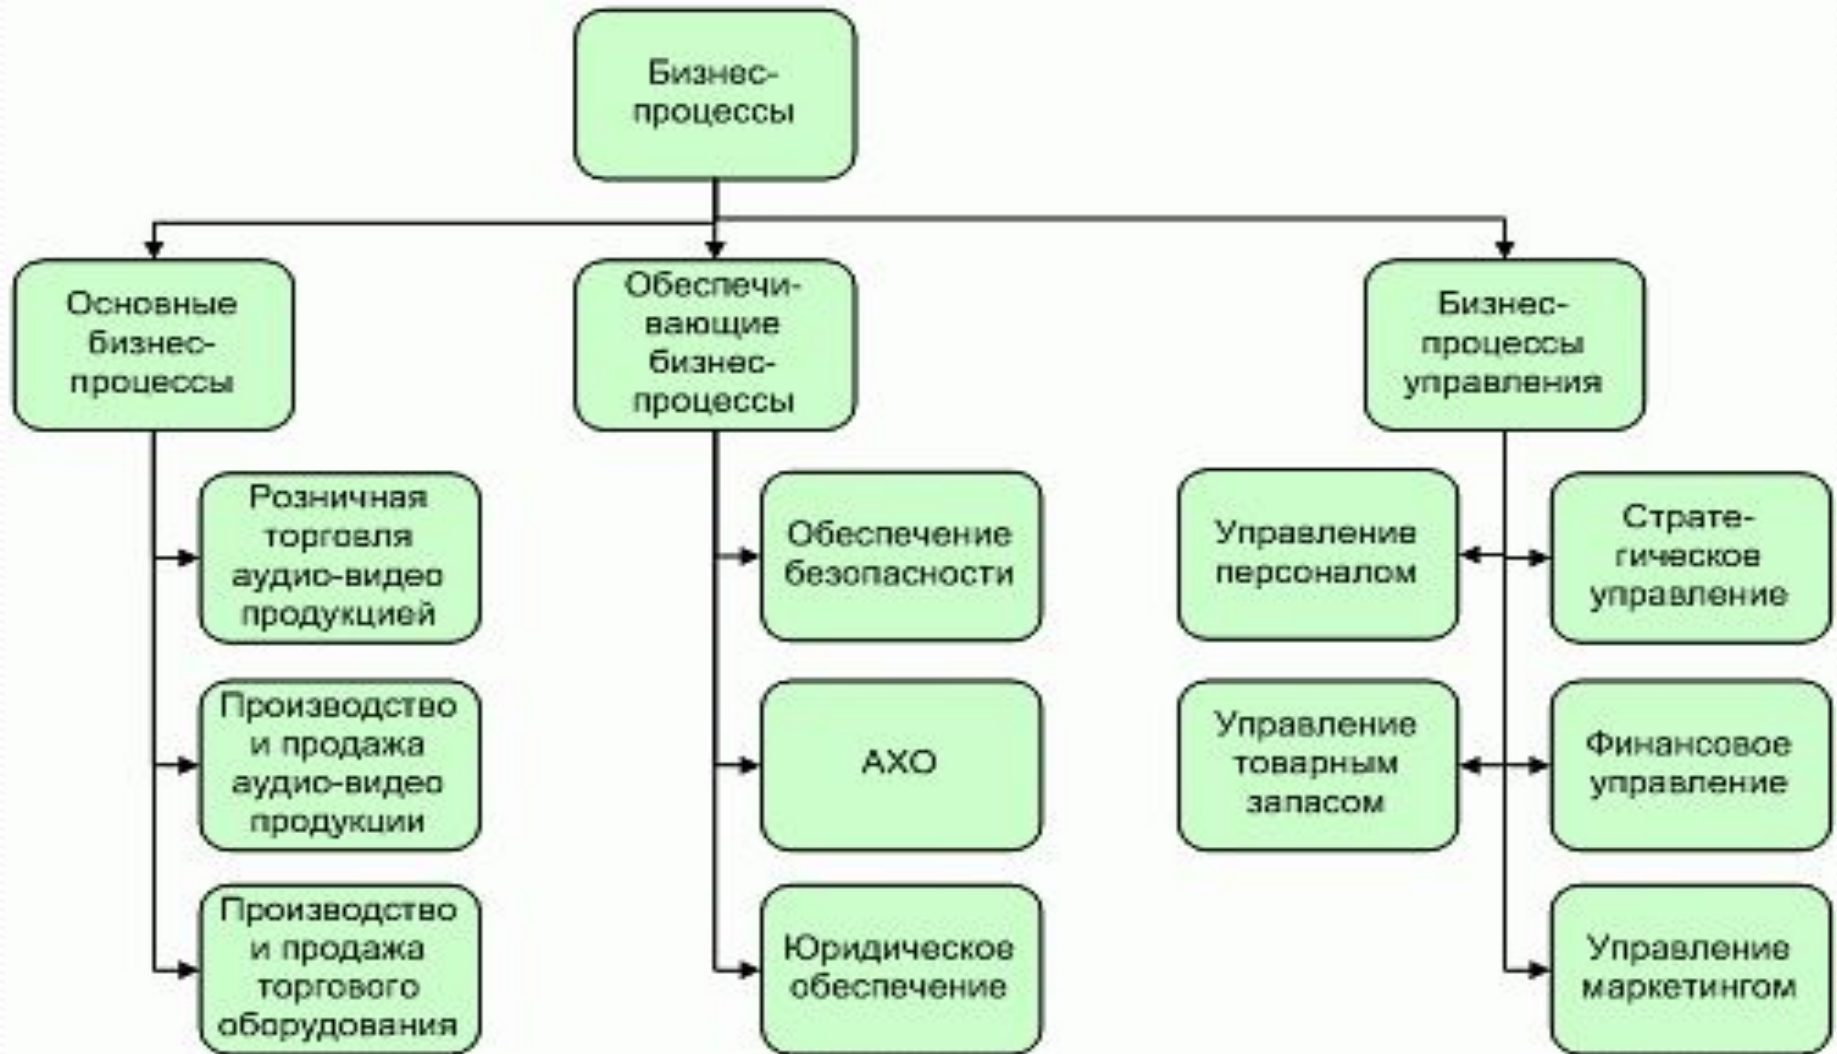 Бизнес-
процессы
Основные
бизнес-
процессы
Обеспечи-
вающие
бизнес-
процессы
Бизнес-
процессы
управления
Розничная
торговля
аудио-видео
продукцией
Производство
и продажа
аудио-видео
продукции
Производство
и продажа
торгового
оборудования
Обеспечение
безопасности
АХО
Юридическое
обеспечение
Управление
персоналом
Управление
товарным
запасом
Страте-
гическое
управление
Финансовое
управление
Управление
маркетингом